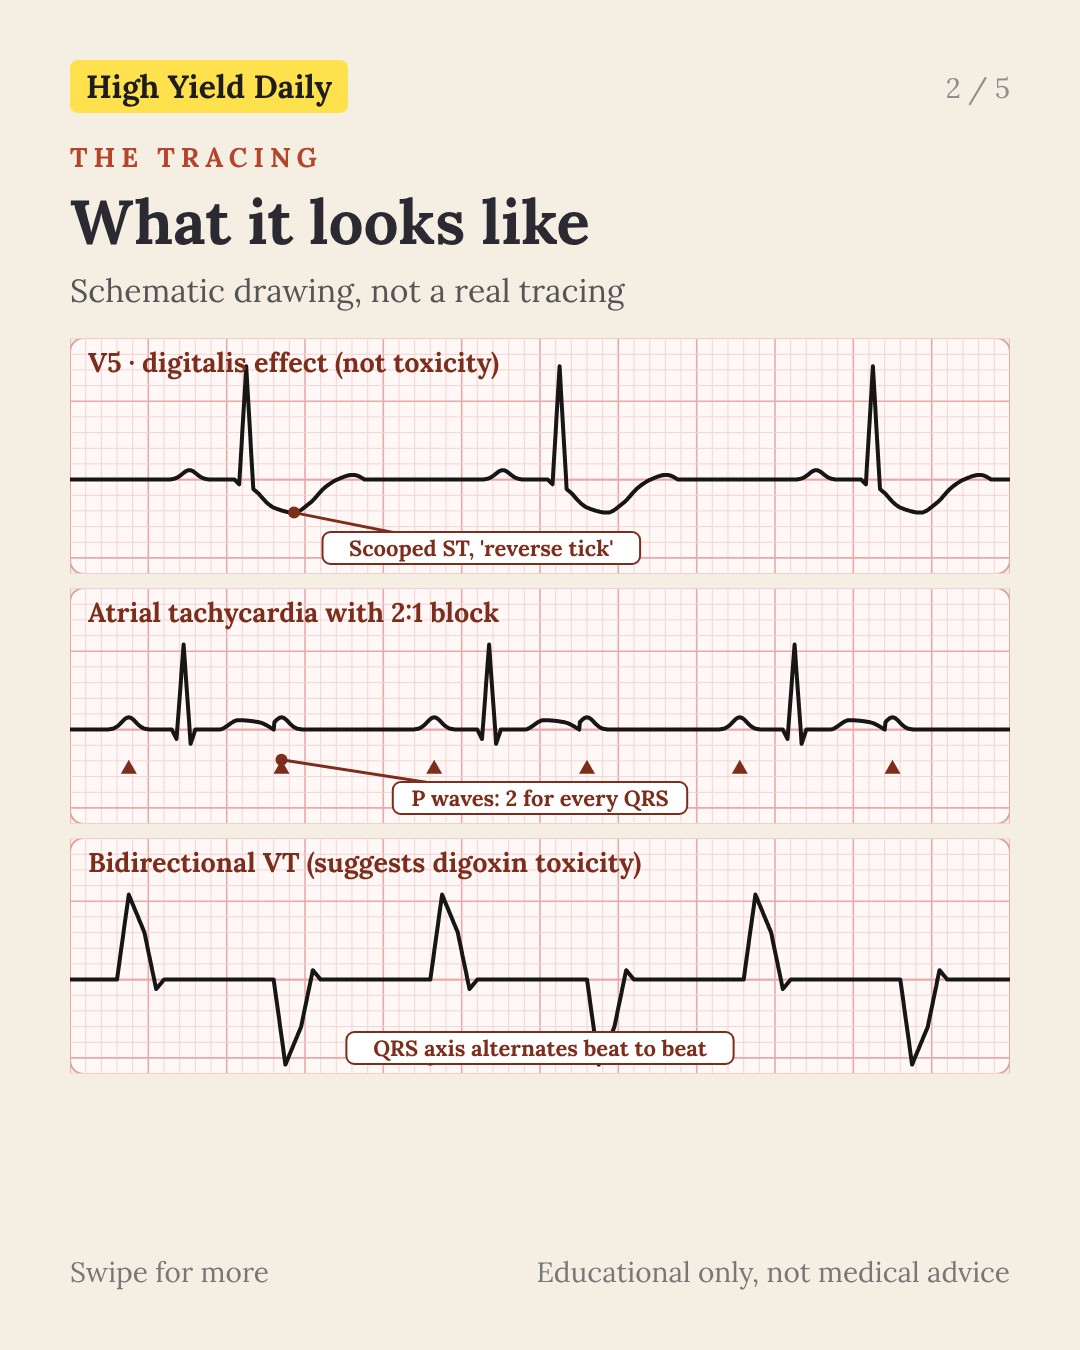 High Yield Daily
2 / 5
THE TRACING
What it looks like
Schematic drawing, not a real tracing
V5 · digitalis effect (not toxicity)
Scooped ST, 'reverse tick'
Atrial tachycardia with 2:1 block
P waves: 2 for every QRS
Bidirectional VT (suggests digoxin toxicity)
QRS axis alternates beat to beat
Swipe for more
Educational only, not medical advice